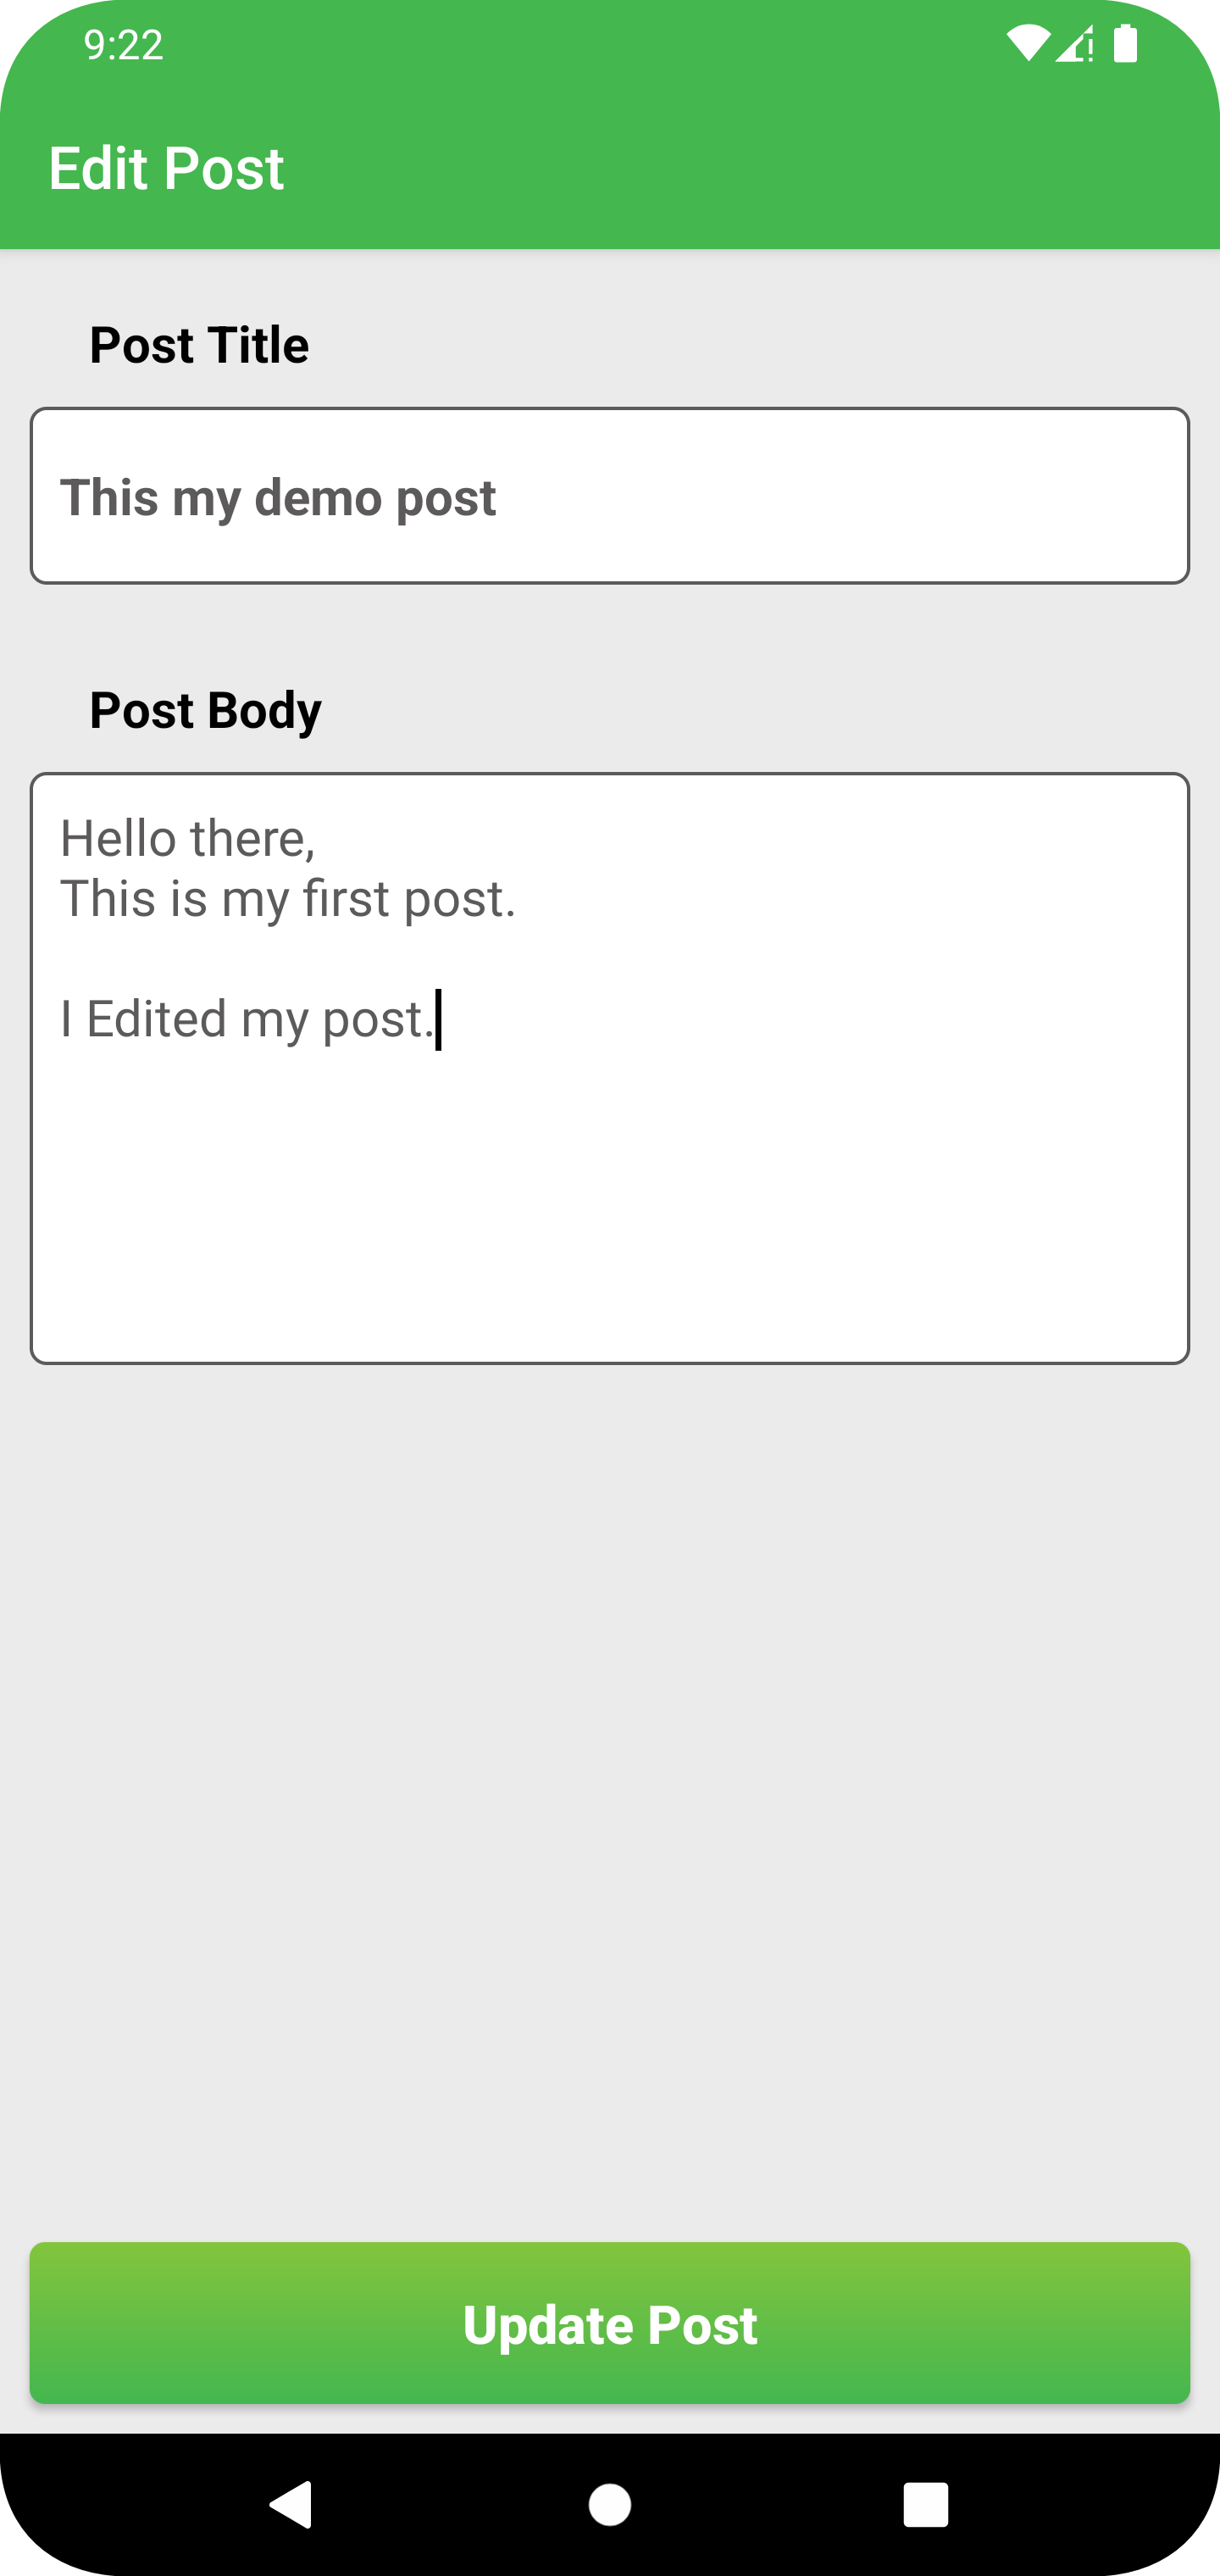 9:22
Edit Post
Post Title
This my demo post
Post Body
Hello there,
This is my first post.
I Edited my post.
Update Post